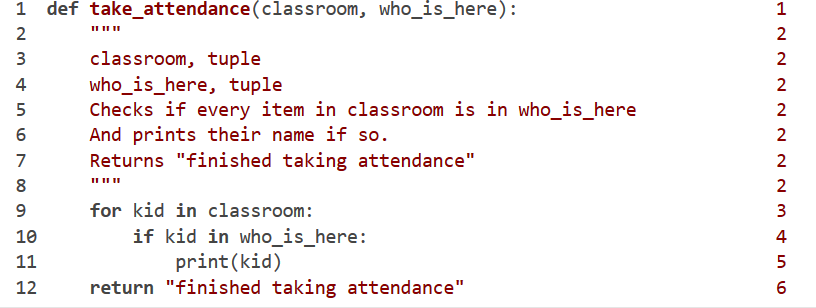 1 def take_attendance(classroom, who_is_here): 1
2 """ 2
3 classroom, tuple 2
4 who_is_here, tuple 2
5 Checks if every item in classroom is in who_is_here 2
6 And prints their name if so. 2
7 Returns "finished taking attendance" 2
8 """ 2
9 for kid in classroom: 3
10 if kid in who_is_here: 4
11 print(kid) 5
12 return "finished taking attendance" 6